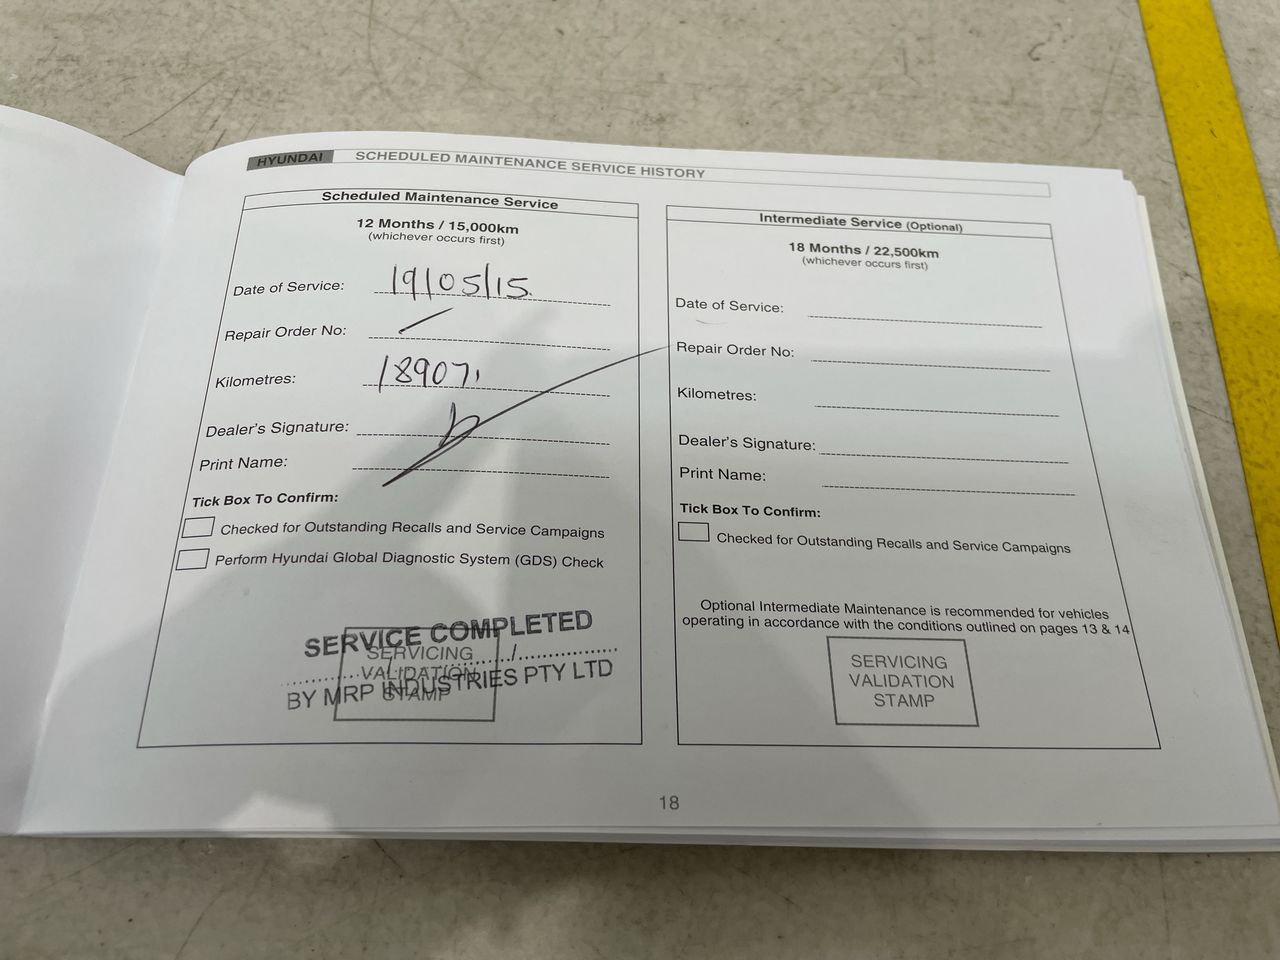 HYUNDAI SCHEDULED MAINTENANCE SERVICE HISTORY
Scheduled Maintenance Service
12 Months / 15,000km
(whichever occurs first)
Date of Service: 19/05/15
Repair Order No:
Kilometres: 18907
Dealer's Signature:
Print Name:
Tick Box To Confirm:
Checked for Outstanding Recalls and Service Campaigns
Perform Hyundai Global Diagnostic System (GDS) Check
SERVICE COMPLETED
SERVICING
VALIDATION
STAMP
BY MRP INDUSTRIES PTY LTD
Intermediate Service (Optional)
18 Months / 22,500km
(whichever occurs first)
Date of Service:
Repair Order No:
Kilometres:
Dealer's Signature:
Print Name:
Tick Box To Confirm:
Checked for Outstanding Recalls and Service Campaigns
Optional Intermediate Maintenance is recommended for vehicles
operating in accordance with the conditions outlined on pages 13 & 14
SERVICING
VALIDATION
STAMP
18